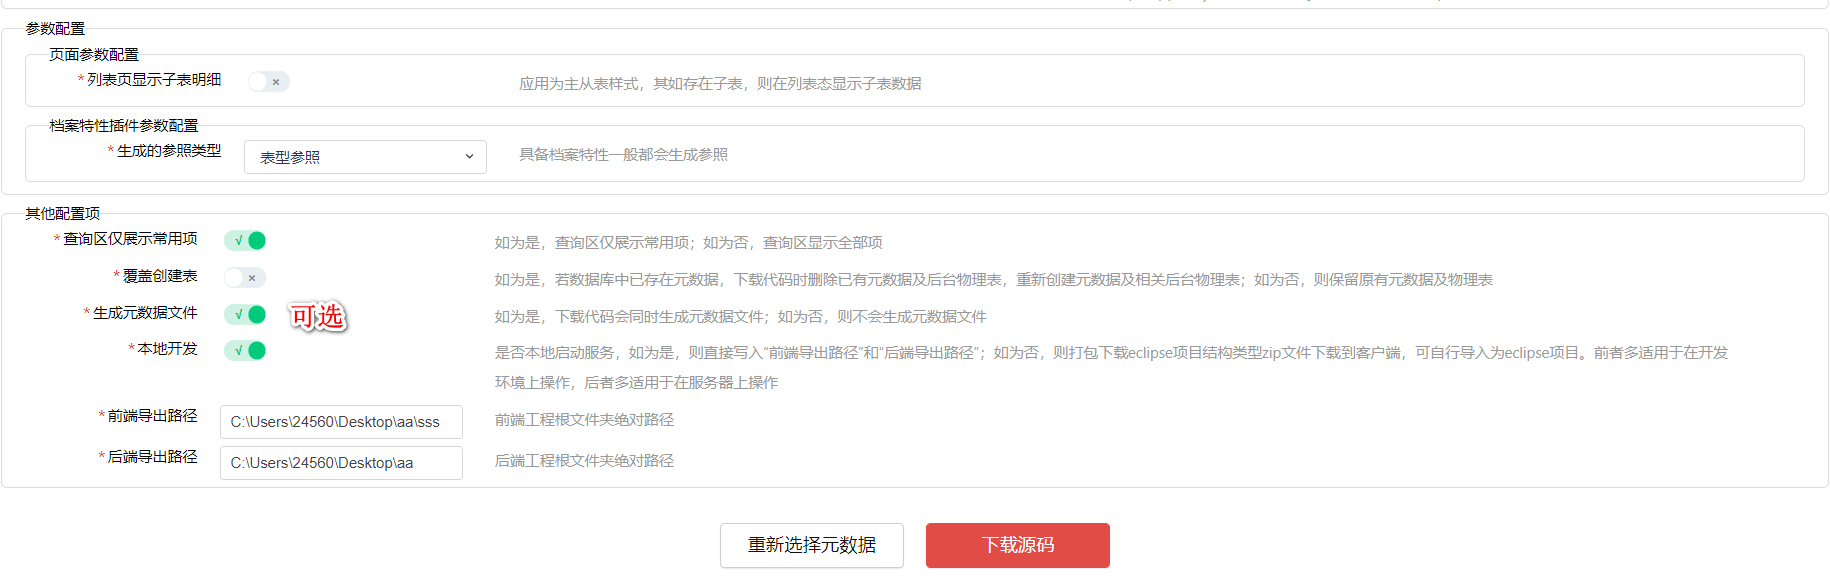 参数配置
页面参数配置
*列表页显示子表明细 × 应用为主从表样式，其如存在子表，则在列表态显示子表数据
档案特性插件参数配置
*生成的参照类型 表型参照 具备档案特性一般都会生成参照
其他配置项
*查询区仅展示常用项 √ 如为是，查询区仅展示常用项；如为否，查询区显示全部项
*覆盖创建表 × 如为是，若数据库中已存在元数据，下载代码时删除已有元数据及后台物理表，重新创建元数据及相关后台物理表；如为否，则保留原有元数据及物理表
*生成元数据文件 √ 可选 如为是，下载代码会同时生成元数据文件；如为否，则不会生成元数据文件
*本地开发 √ 是否本地启动服务，如为是，则直接写入“前端导出路径”和“后端导出路径”；如为否，则打包下载eclipse项目结构类型zip文件下载到客户端，可自行导入为eclipse项目。前者多适用于在开发
环境上操作，后者多适用于在服务器上操作
*前端导出路径 C:\Users\24560\Desktop\aa\sss 前端工程根文件夹绝对路径
*后端导出路径 C:\Users\24560\Desktop\aa 后端工程根文件夹绝对路径
重新选择元数据 下载源码